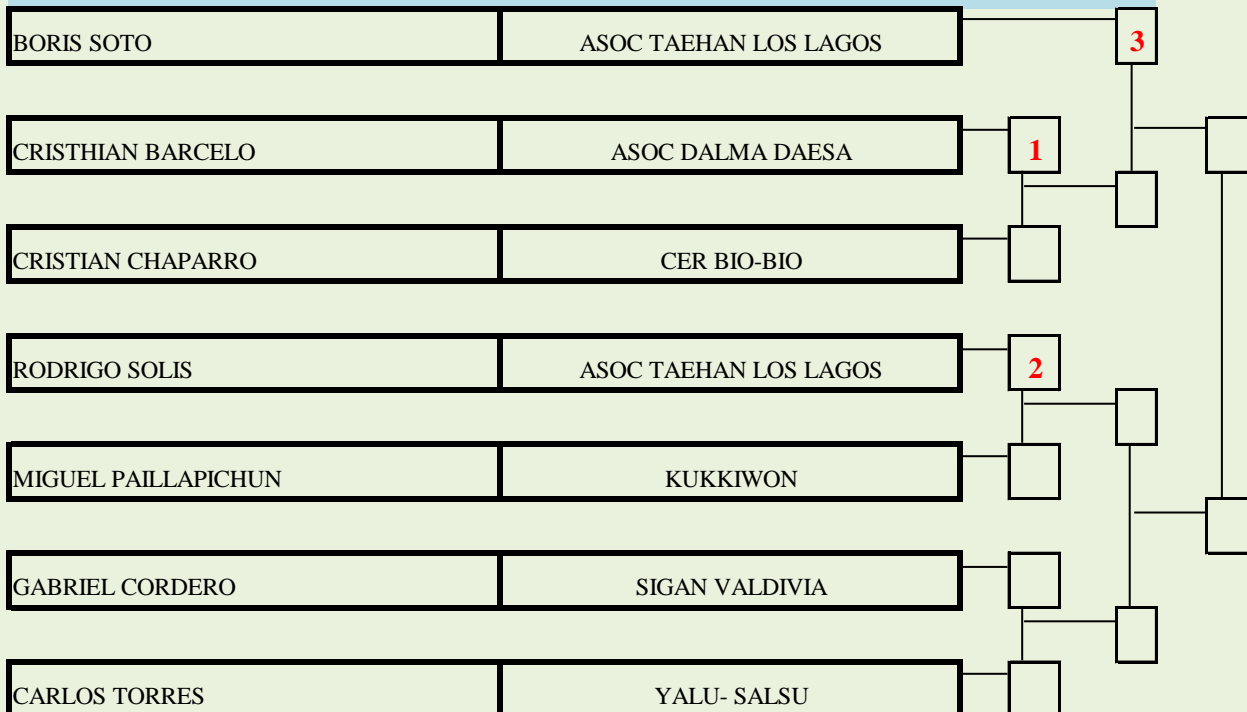 BORIS SOTO ASOC TAEHAN LOS LAGOS 3
CRISTHIAN BARCELO ASOC DALMA DAESA 1
CRISTIAN CHAPARRO CER BIO-BIO
RODRIGO SOLIS ASOC TAEHAN LOS LAGOS 2
MIGUEL PAILLAPICHUN KUKKIWON
GABRIEL CORDERO SIGAN VALDIVIA
CARLOS TORRES YALU- SALSU